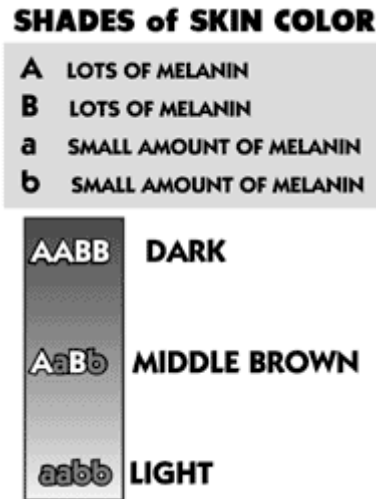 SHADES of SKIN COLOR
A LOTS OF MELANIN
B LOTS OF MELANIN
a SMALL AMOUNT OF MELANIN
b SMALL AMOUNT OF MELANIN
AABB DARK
AaBb MIDDLE BROWN
aabb LIGHT